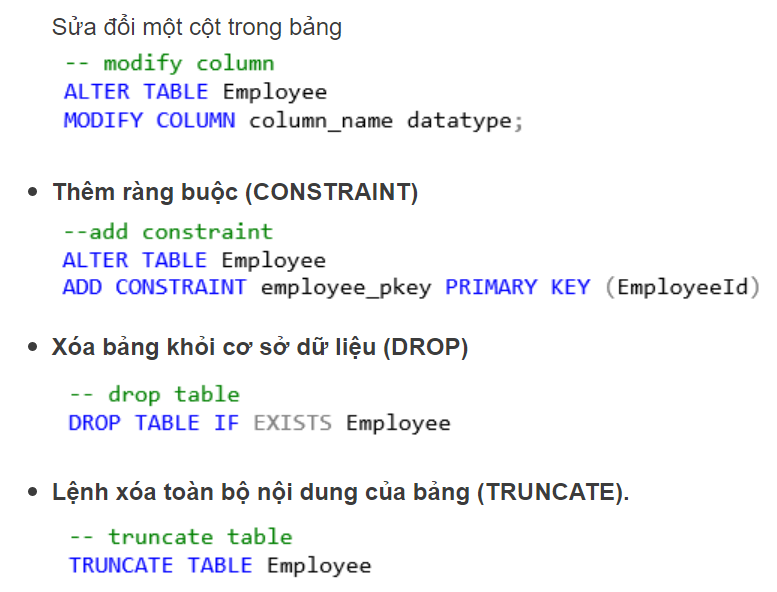 Sửa đổi một cột trong bảng
-- modify column
ALTER TABLE Employee
MODIFY COLUMN column_name datatype;
• Thêm ràng buộc (CONSTRAINT)
--add constraint
ALTER TABLE Employee
ADD CONSTRAINT employee_pkey PRIMARY KEY (EmployeeId)
• Xóa bảng khỏi cơ sở dữ liệu (DROP)
-- drop table
DROP TABLE IF EXISTS Employee
• Lệnh xóa toàn bộ nội dung của bảng (TRUNCATE).
-- truncate table
TRUNCATE TABLE Employee